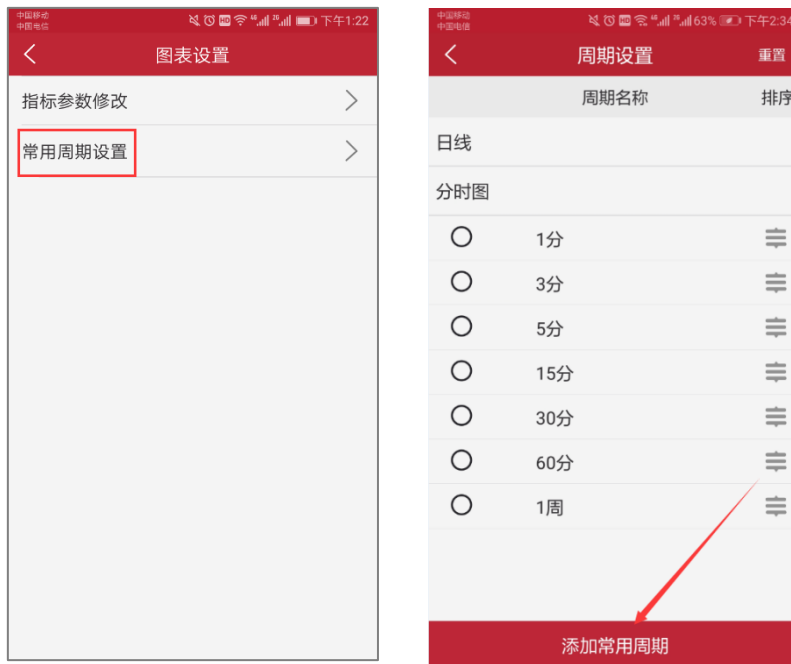 中国移动
中国电信
下午1:22
图表设置
指标参数修改
常用周期设置
中国移动
中国电信
63%
下午2:34
周期设置
重置
周期名称
排序
日线
分时图
1分
3分
5分
15分
30分
60分
1周
添加常用周期